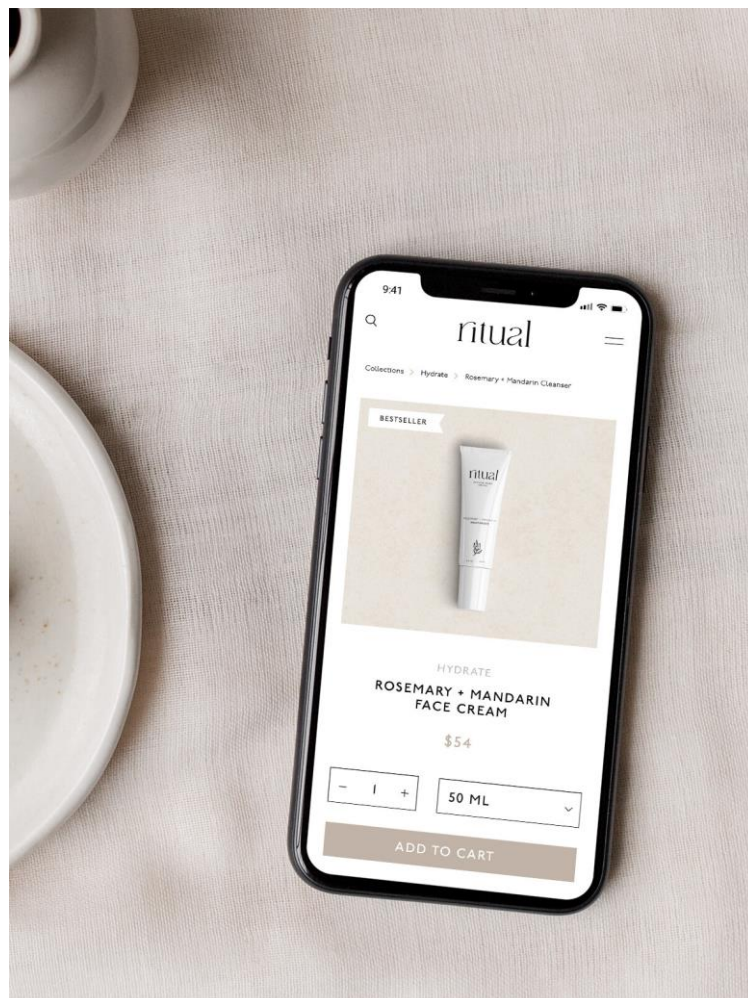 9:41
ritual
Collections > Hydrate > Rosemary + Mandarin Cleanser
BESTSELLER
ritual
HYDRATE
ROSEMARY + MANDARIN
FACE CREAM
$54
- 1 +
50 ML
ADD TO CART